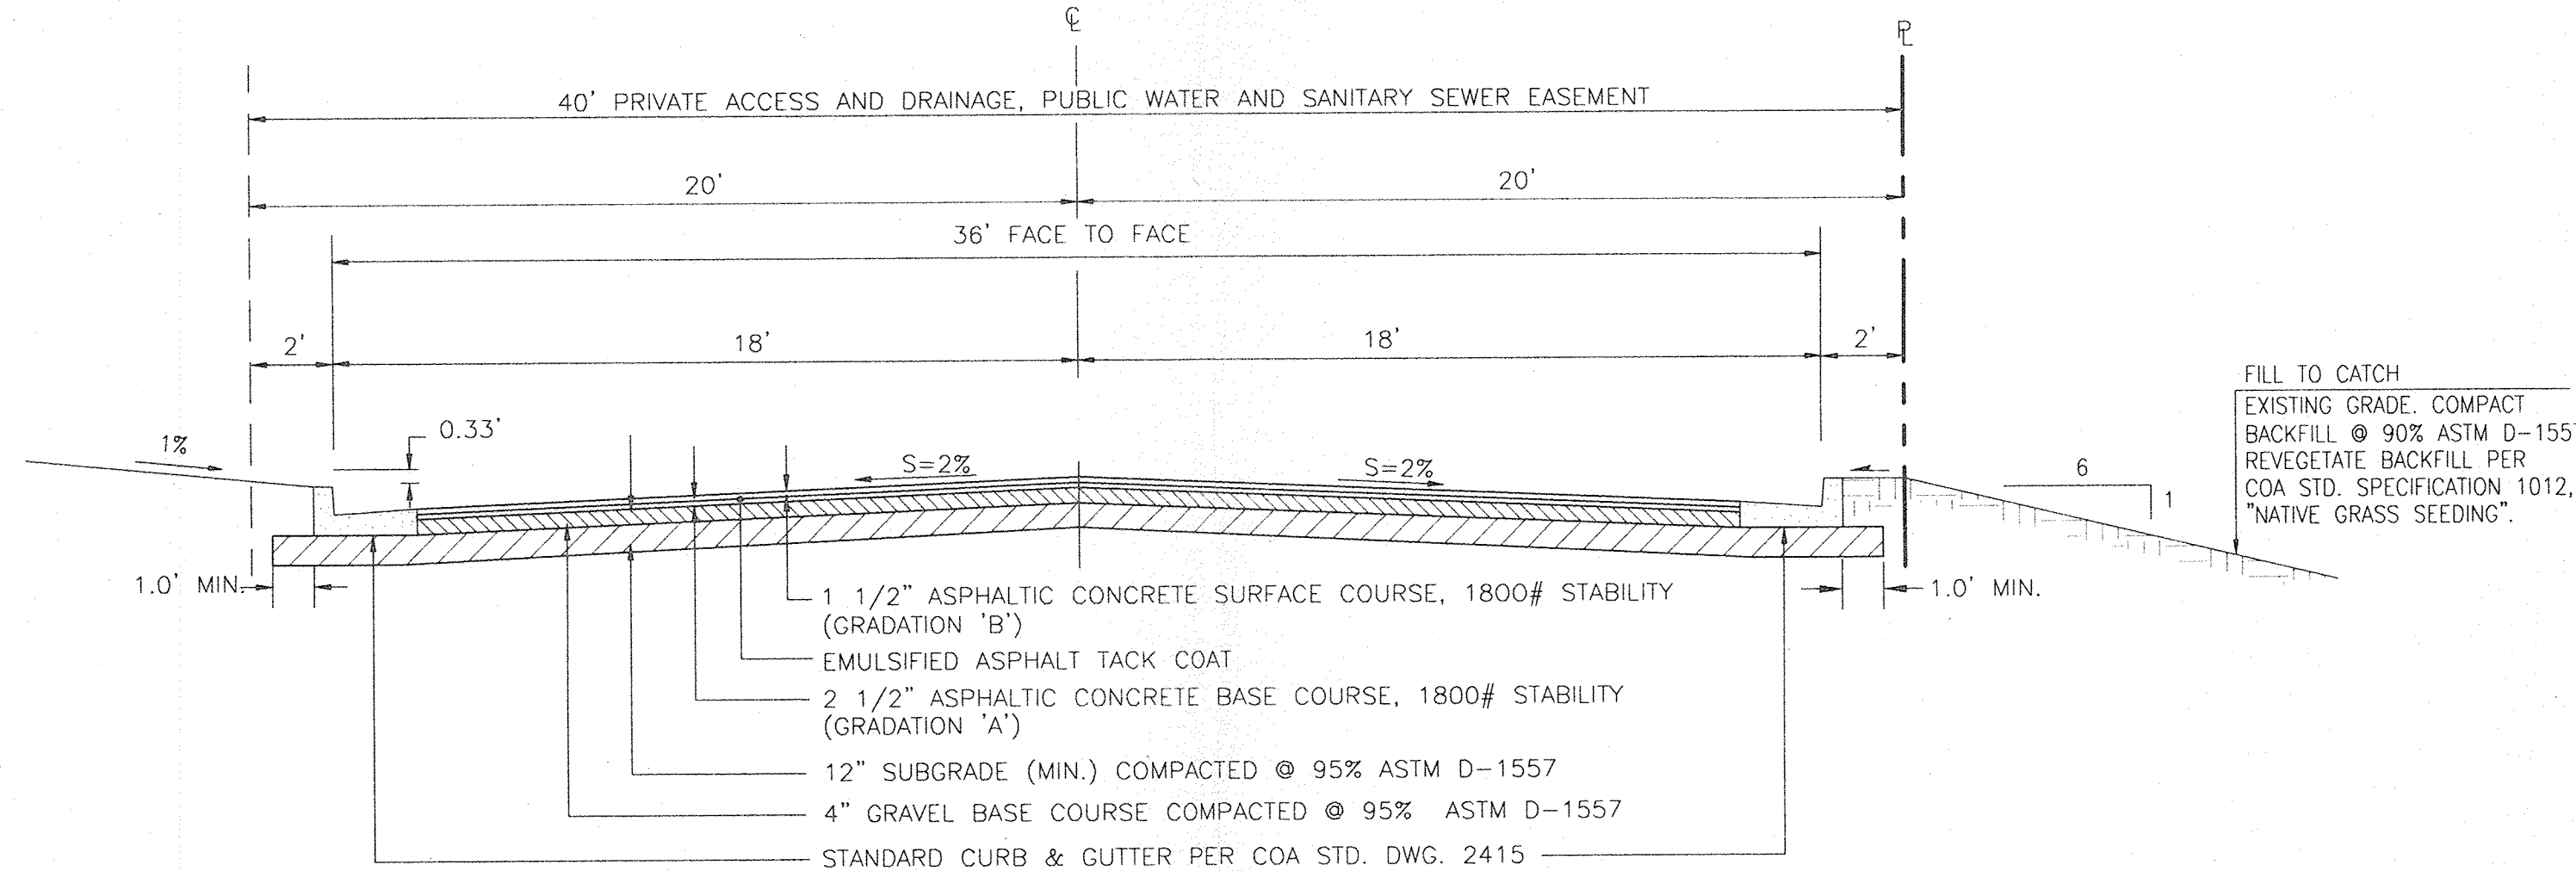 ℄
℄
40' PRIVATE ACCESS AND DRAINAGE, PUBLIC WATER AND SANITARY SEWER EASEMENT
20'
20'
36' FACE TO FACE
2'
18'
18'
2'
0.33'
1%
S=2%
S=2%
6
1
FILL TO CATCH
EXISTING GRADE. COMPACT
BACKFILL @ 90% ASTM D-155
REVEGETATE BACKFILL PER
COA STD. SPECIFICATION 1012,
"NATIVE GRASS SEEDING".
1.0' MIN.
1.0' MIN.
1 1/2" ASPHALTIC CONCRETE SURFACE COURSE, 1800# STABILITY
(GRADATION 'B')
EMULSIFIED ASPHALT TACK COAT
2 1/2" ASPHALTIC CONCRETE BASE COURSE, 1800# STABILITY
(GRADATION 'A')
12" SUBGRADE (MIN.) COMPACTED @ 95% ASTM D-1557
4" GRAVEL BASE COURSE COMPACTED @ 95% ASTM D-1557
STANDARD CURB & GUTTER PER COA STD. DWG. 2415